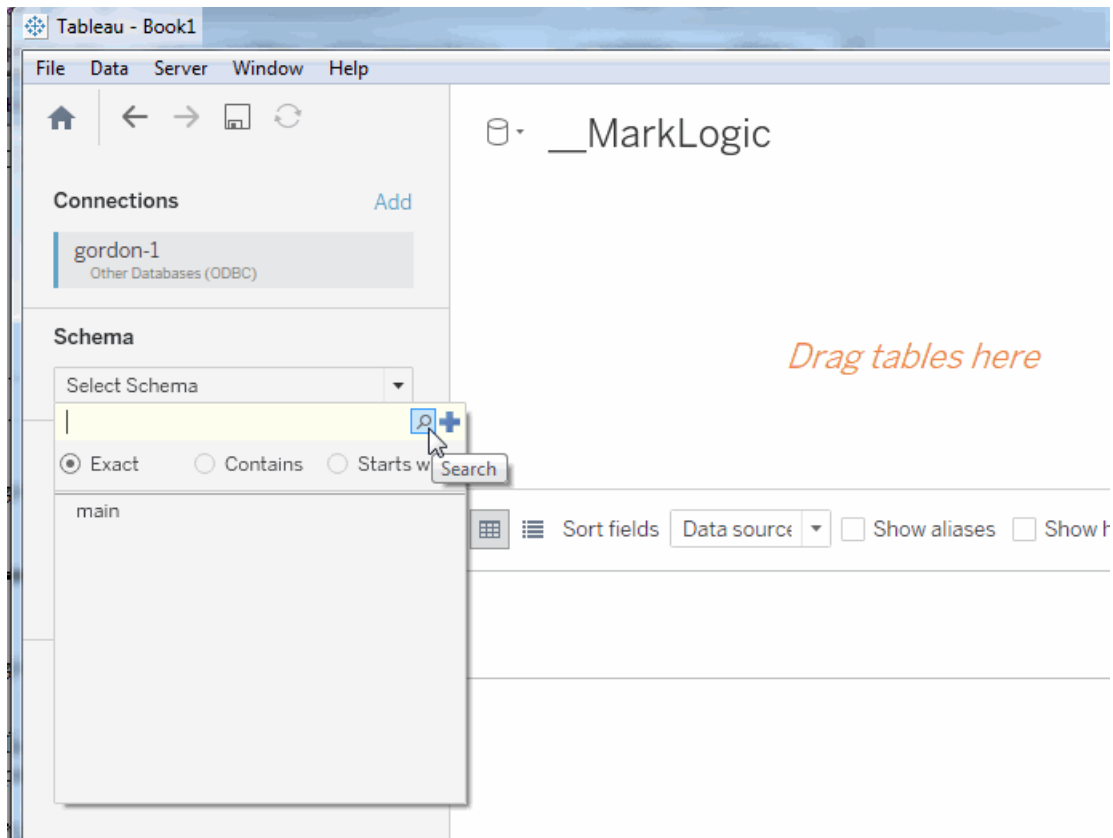 Tableau - Book1
File Data Server Window Help
__MarkLogic
Connections Add
gordon-1
Other Databases (ODBC)
Schema
Select Schema
Drag tables here
Exact Contains Starts w
Search
main
Sort fields Data source Show aliases Show h